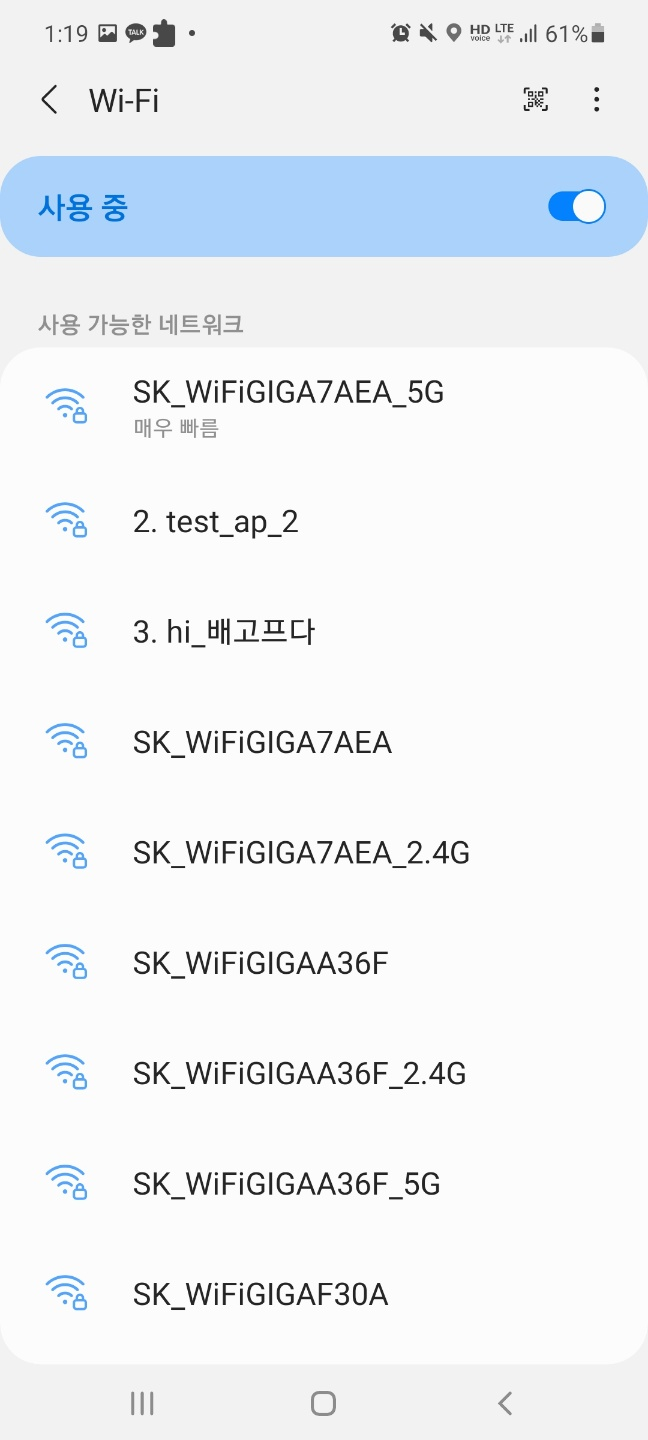 1:19 TALK HD voice LTE 61%
Wi-Fi
사용 중
사용 가능한 네트워크
SK_WiFiGIGA7AEA_5G
매우 빠름
2. test_ap_2
3. hi_배고프다
SK_WiFiGIGA7AEA
SK_WiFiGIGA7AEA_2.4G
SK_WiFiGIGAA36F
SK_WiFiGIGAA36F_2.4G
SK_WiFiGIGAA36F_5G
SK_WiFiGIGAF30A